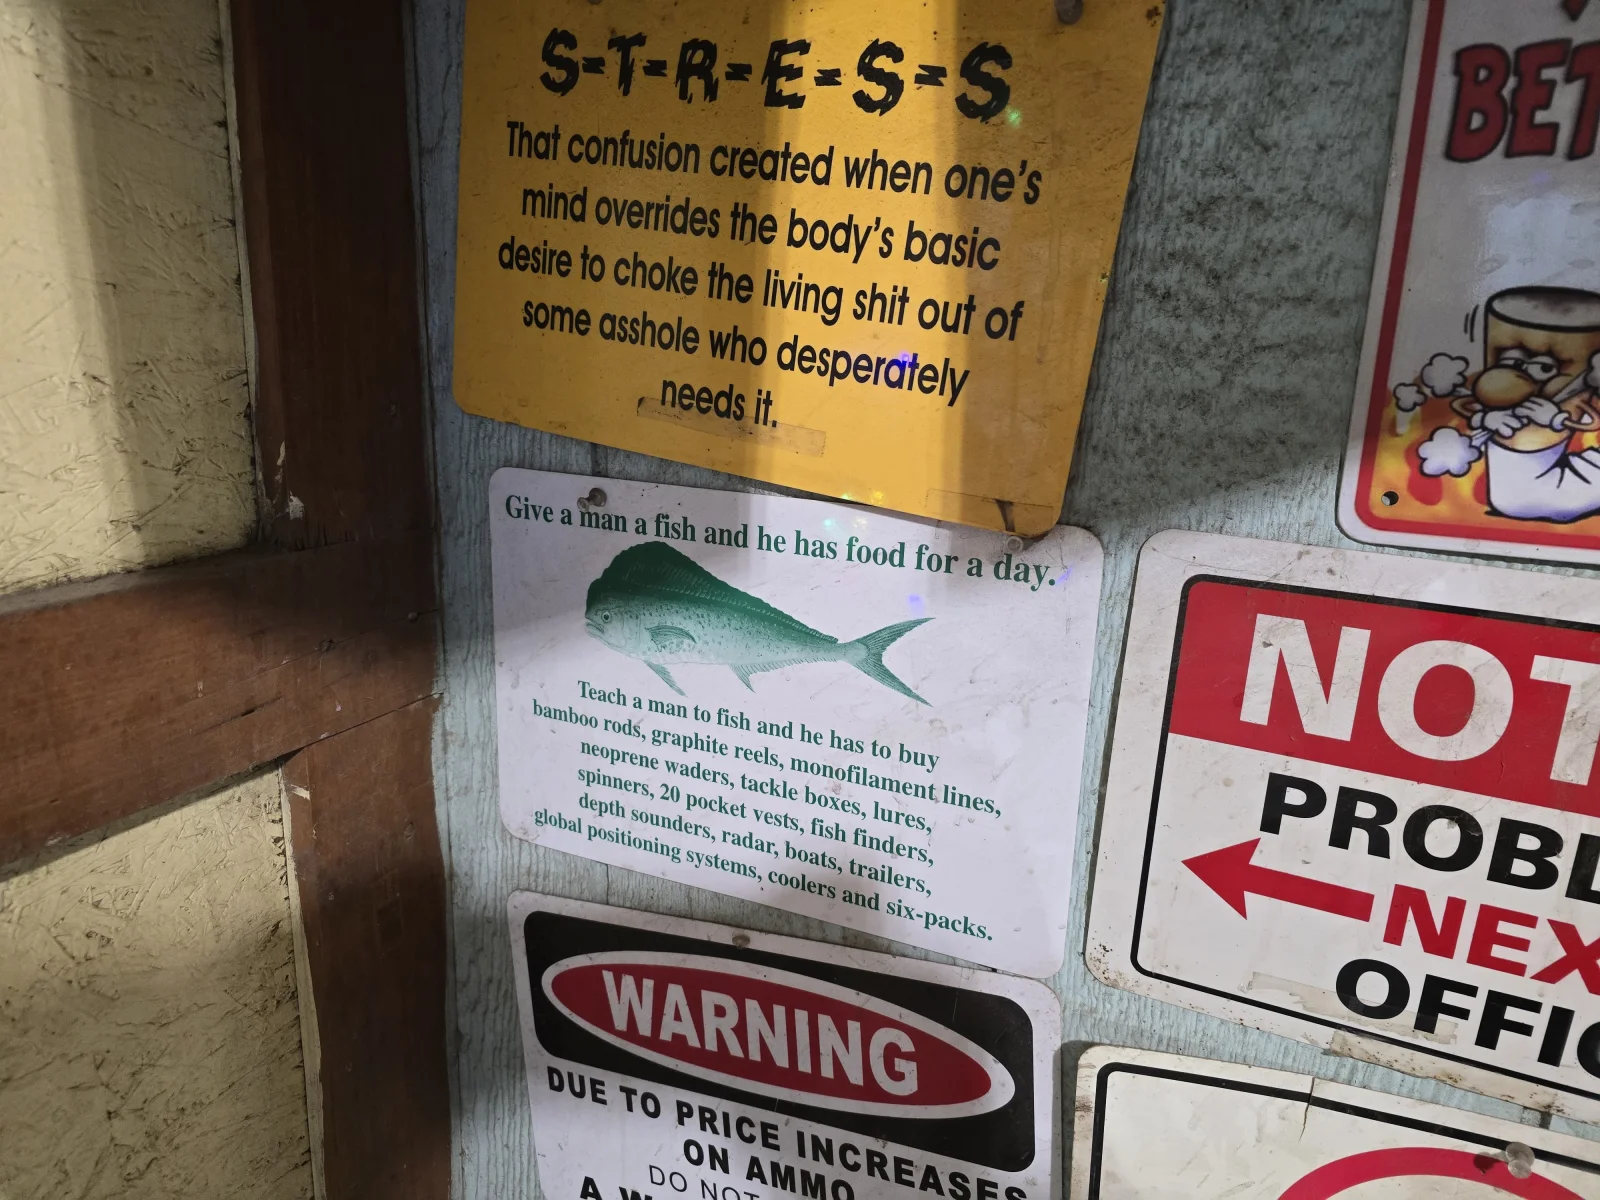 S-T-R-E-S-S
That confusion created when one's
mind overrides the body's basic
desire to choke the living shit out of
some asshole who desperately
needs it.
Give a man a fish and he has food for a day.
Teach a man to fish and he has to buy
bamboo rods, graphite reels, monofilament lines,
neoprene waders, tackle boxes, lures,
spinners, 20 pocket vests, fish finders,
depth sounders, radar, boats, trailers,
global positioning systems, coolers and six-packs.
WARNING
DUE TO PRICE INCREASES
ON AMMO
DO NOT
A
BET
NOT
PROBL
NEX
OFFIC